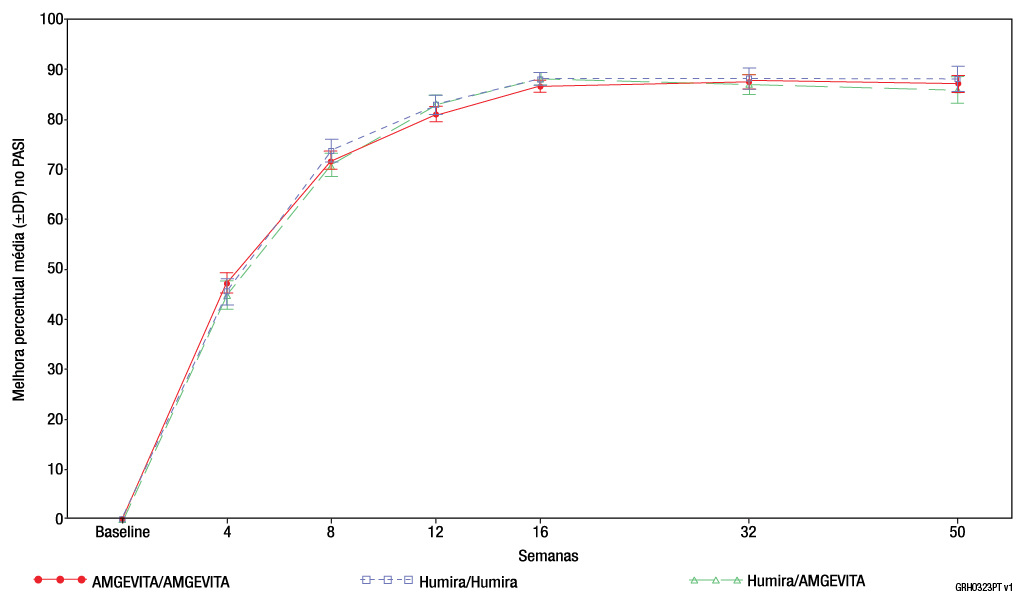 Melhora percentual média (±DP) no PASI
100
90
80
70
60
50
40
30
20
10
0
Baseline 4 8 12 16 32 50
Semanas
AMGEVITA/AMGEVITA Humira/Humira Humira/AMGEVITA
GRH0323PT v1